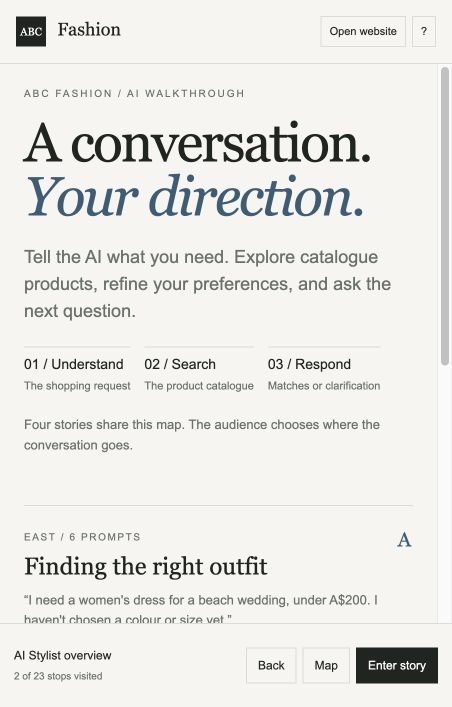 ABC Fashion Open website ?
ABC FASHION / AI WALKTHROUGH
A conversation.
Your direction.
Tell the AI what you need. Explore catalogue
products, refine your preferences, and ask the
next question.
01 / Understand 02 / Search 03 / Respond
The shopping request The product catalogue Matches or clarification
Four stories share this map. The audience chooses where the
conversation goes.
EAST / 6 PROMPTS A
Finding the right outfit
“I need a women's dress for a beach wedding, under A$200. I
haven't chosen a colour or size yet.”
AI Stylist overview
2 of 23 stops visited
Back Map Enter story